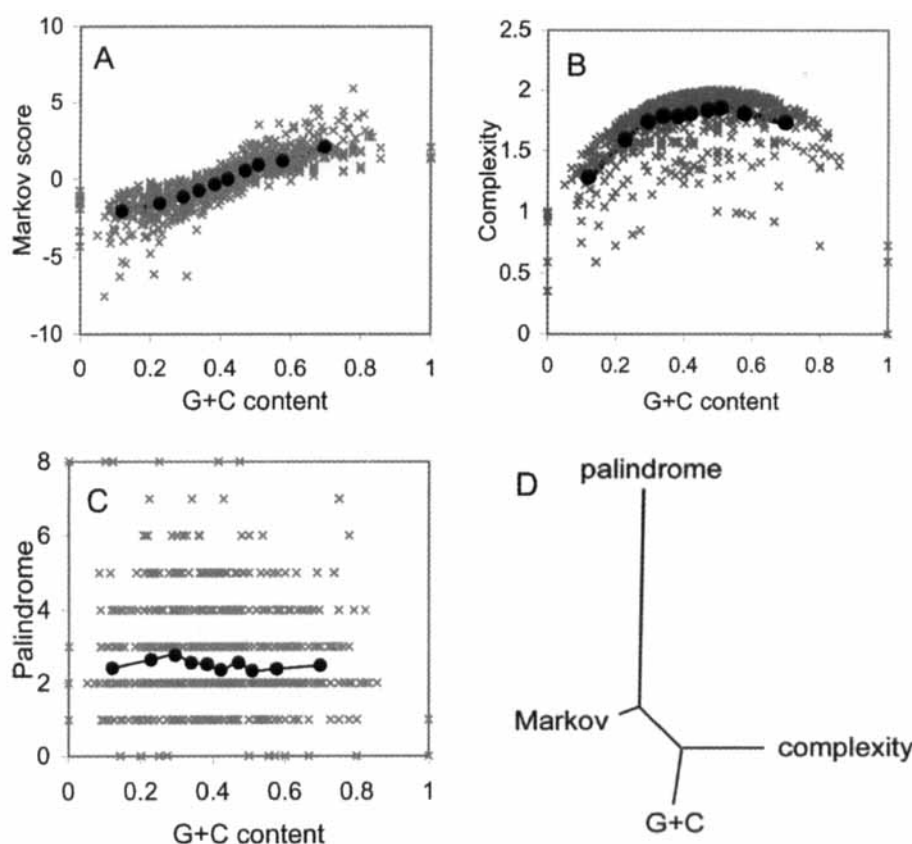 A
Markov score
10
5
0
-5
-10
0 0.2 0.4 0.6 0.8 1
G+C content
B
Complexity
2.5
2
1.5
1
0.5
0
0 0.2 0.4 0.6 0.8 1
G+C content
C
Palindrome
8
6
4
2
0
0 0.2 0.4 0.6 0.8 1
G+C content
D
palindrome
Markov
complexity
G+C